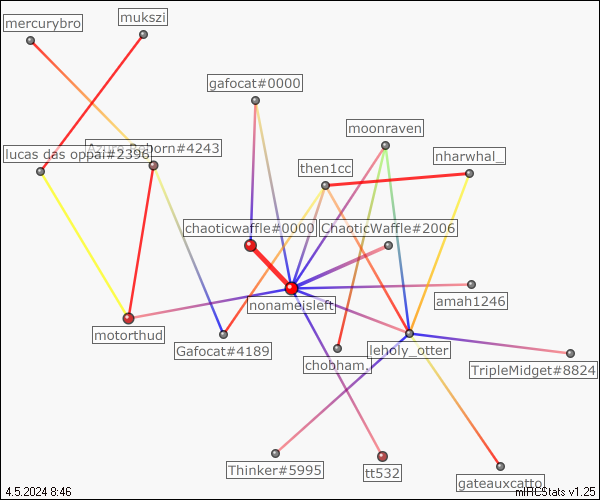 mukszi
mercurybro
gafocat#0000
moonraven
Azure Reborn#4243
lucas das oppai#2396
nharwhal_
then1cc
chaoticwaffle#0000
ChaoticWaffle#2006
amah1246
nonameisleft
motorthud
Gafocat#4189
leholy_otter
chobham.
TripleMidget#8824
Thinker#5995
tt532
gateauxcatto
4.5.2024 8:46
mIRCStats v1.25